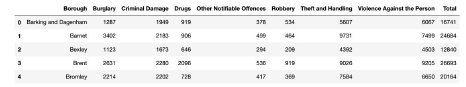 Borough Burglary Criminal Damage Drugs Other Notifiable Offences Robbery Theft and Handling Violence Against the Person Total
0 Barking and Dagenham 1287 1949 919 378 534 5607 6067 16741
1 Barnet 3402 2183 906 499 464 9731 7499 24684
2 Bexley 1123 1673 646 294 209 4392 4503 12840
3 Brent 2631 2280 2096 536 919 9026 9205 26693
4 Bromley 2214 2202 728 417 369 7584 6650 20164